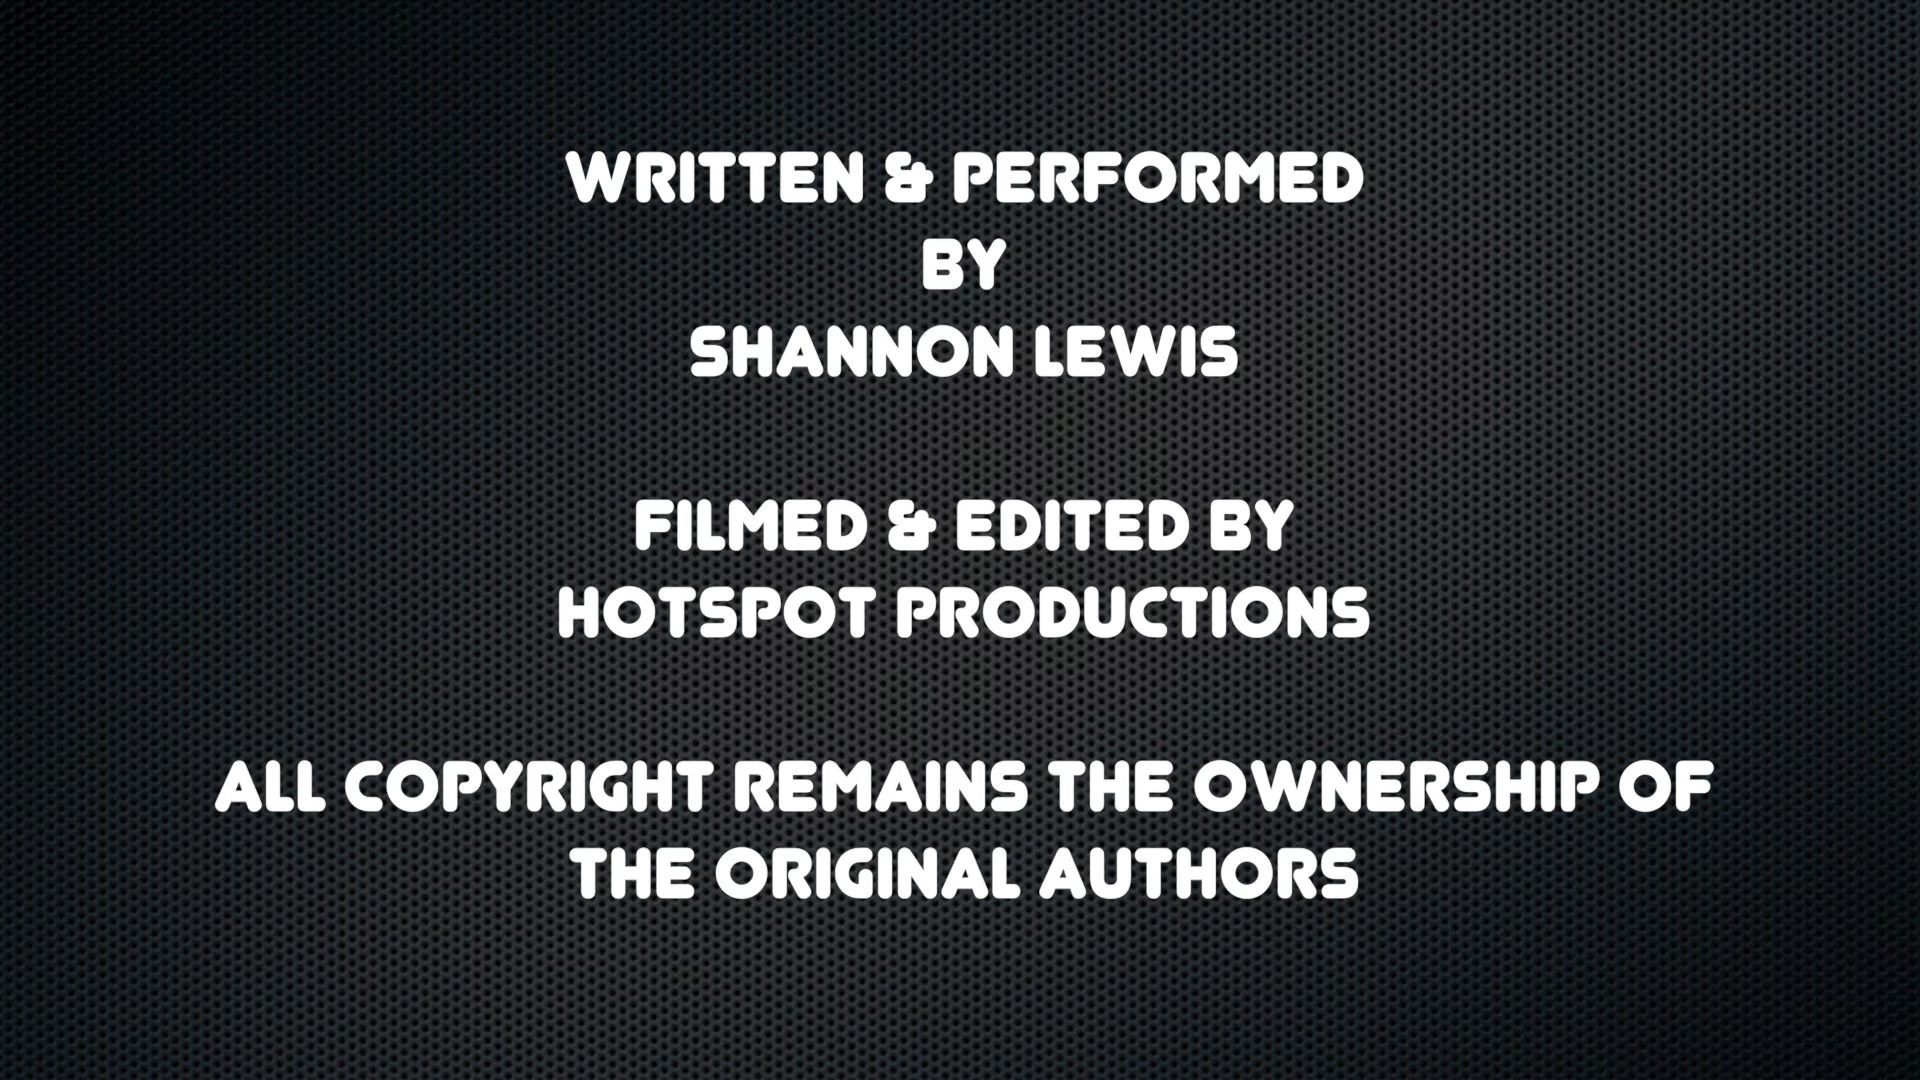 WRITTEN & PERFORMED
BY
SHANNON LEWIS
FILMED & EDITED BY
HOTSPOT PRODUCTIONS
ALL COPYRIGHT REMAINS THE OWNERSHIP OF
THE ORIGINAL AUTHORS